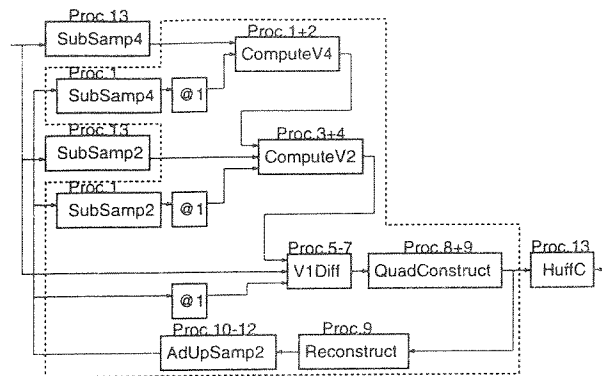 Proc.13
SubSamp4
Proc.1+2
ComputeV4
Proc.1
SubSamp4
@1
Proc.13
SubSamp2
Proc.3+4
ComputeV2
Proc.1
SubSamp2
@1
Proc.5-7
V1Diff
Proc.8+9
QuadConstruct
Proc.13
HuffC
@1
Proc.10-12
AdUpSamp2
Proc.9
Reconstruct